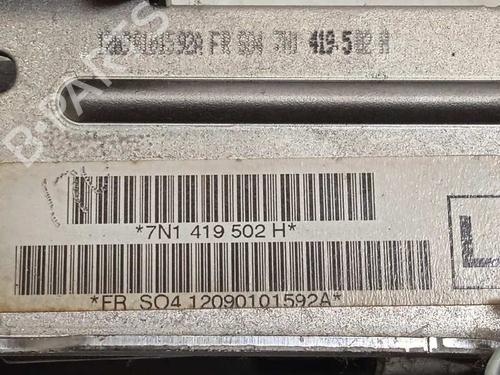 12090101592A FR SO4 7N1 419 502 H
B-PARTS
*7N1 419 502 H*
L
*FR SO4 12090101592A*